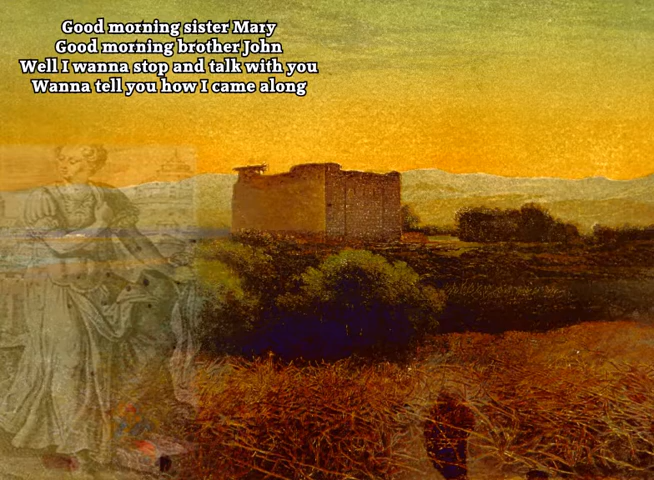 Good morning sister Mary
Good morning brother John
Well I wanna stop and talk with you
Wanna tell you how I came along